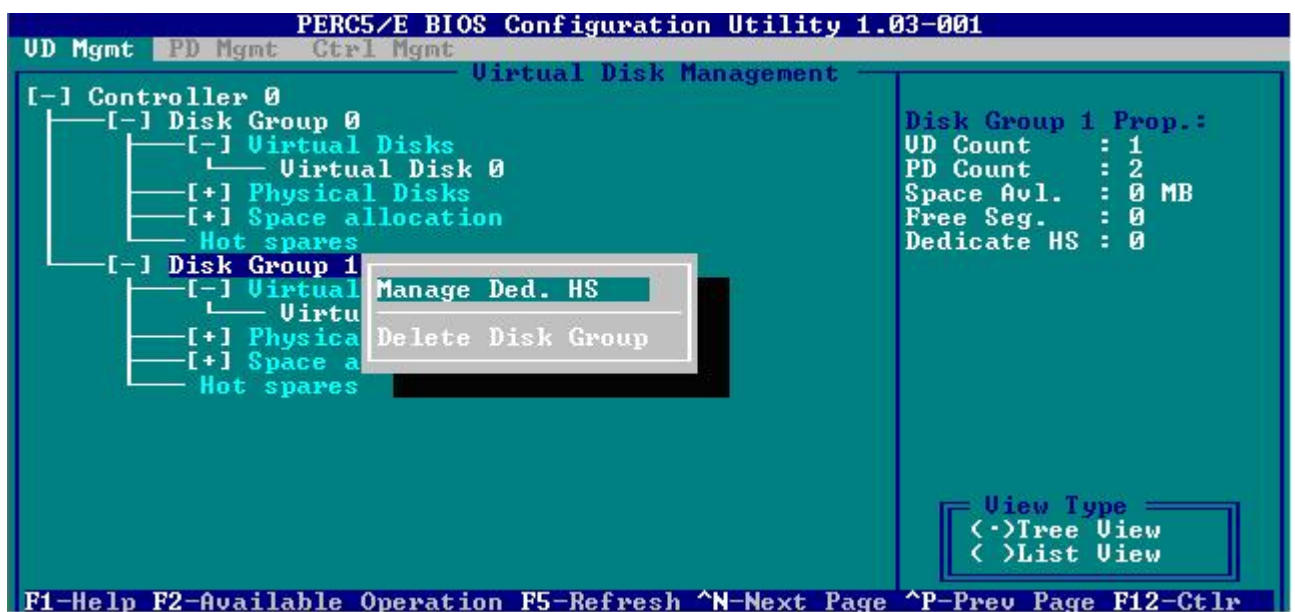 PERC5/E BIOS Configuration Utility 1.03-001
VD Mgmt PD Mgmt Ctrl Mgmt
Virtual Disk Management
[-] Controller 0
[-] Disk Group 0
[-] Virtual Disks
Virtual Disk 0
[+] Physical Disks
[+] Space allocation
Hot spares
[-] Disk Group 1
[-] Virtual
Virtu
[+] Physica
[+] Space a
Hot spares
Manage Ded. HS
Delete Disk Group
Disk Group 1 Prop.:
VD Count : 1
PD Count : 2
Space Avl. : 0 MB
Free Seg. : 0
Dedicate HS : 0
View Type
(·)Tree View
( )List View
F1-Help F2-Available Operation F5-Refresh ^N-Next Page ^P-Prev Page F12-Ctlr